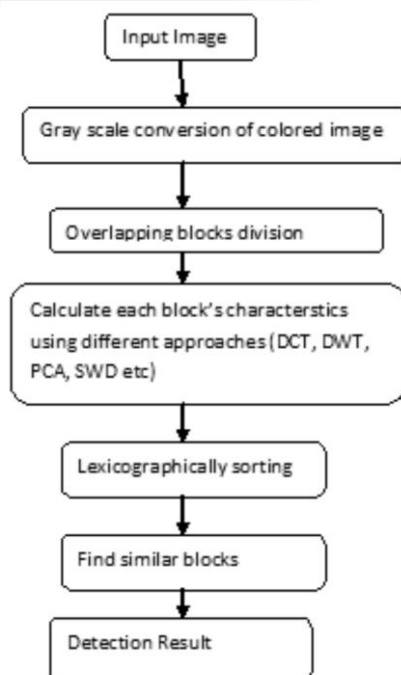 Input Image
Gray scale conversion of colored image
Overlapping blocks division
Calculate each block's characterstics
using different approaches (DCT, DWT,
PCA, SWD etc)
Lexicographically sorting
Find similar blocks
Detection Result